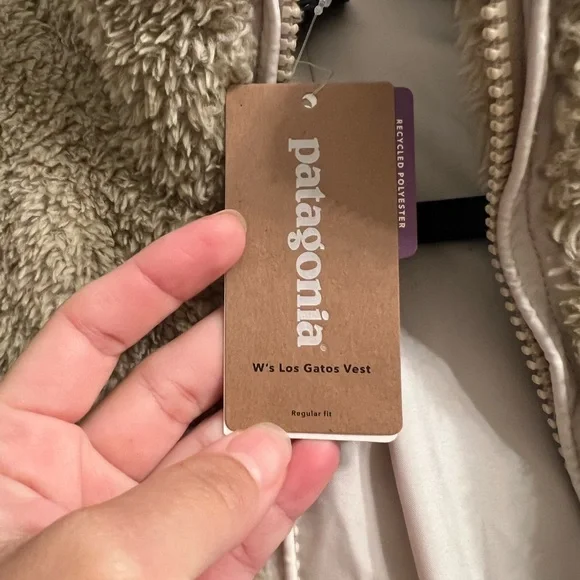 patagonia®
W's Los Gatos Vest
Regular fit
RECYCLED POLYESTER